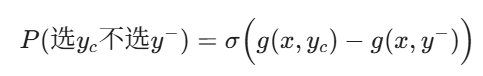 P(选y_c不选y^-) = σ(g(x, y_c) − g(x, y^-))